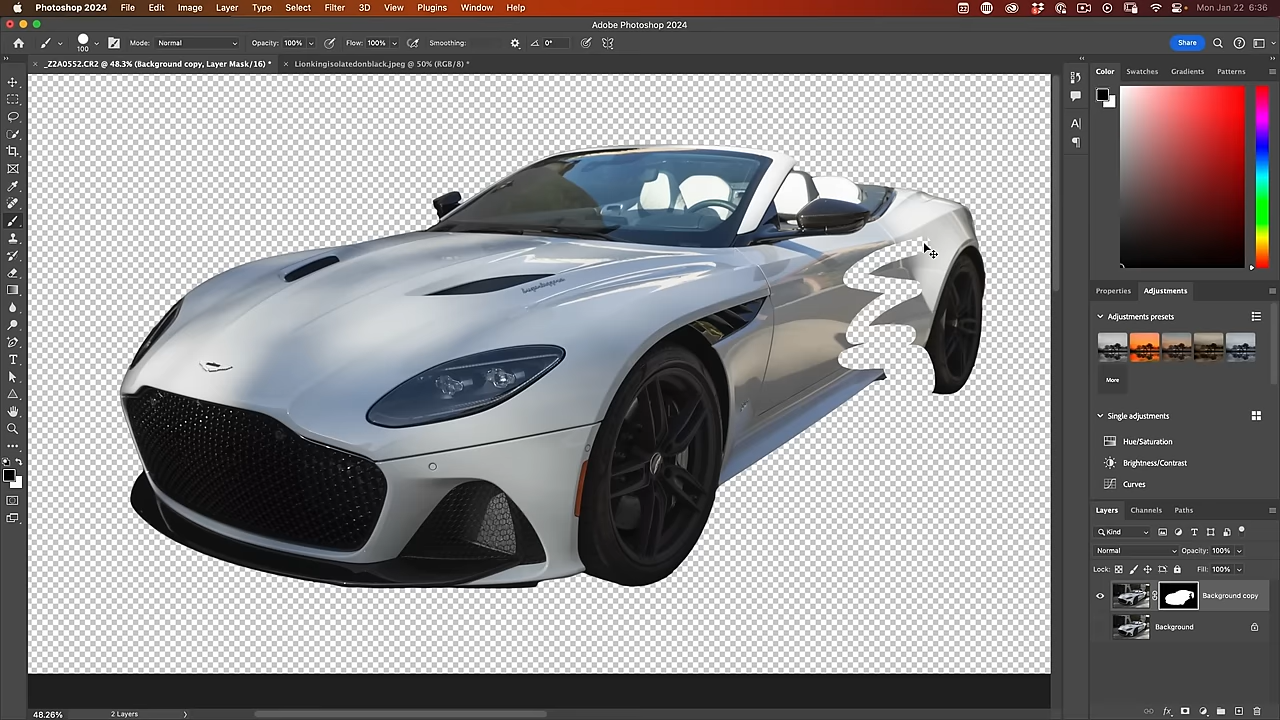 Photoshop 2024 File Edit Image Layer Type Select Filter 3D View Plugins Window Help Mon Jan 22 6:36
Adobe Photoshop 2024
100 Mode: Normal Opacity: 100% Flow: 100% Smoothing: 0° Share
_Z2A0552.CR2 @ 48.3% (Background copy, Layer Mask/16) * Lionkingisolatedonblack.jpeg @ 50% (RGB/8) *
Color Swatches Gradients Patterns
Properties Adjustments
Adjustments presets
More
Single adjustments
Hue/Saturation
Brightness/Contrast
Curves
Layers Channels Paths
Kind
Normal Opacity: 100%
Lock: Fill: 100%
Background copy
Background
48.26% 2 Layers